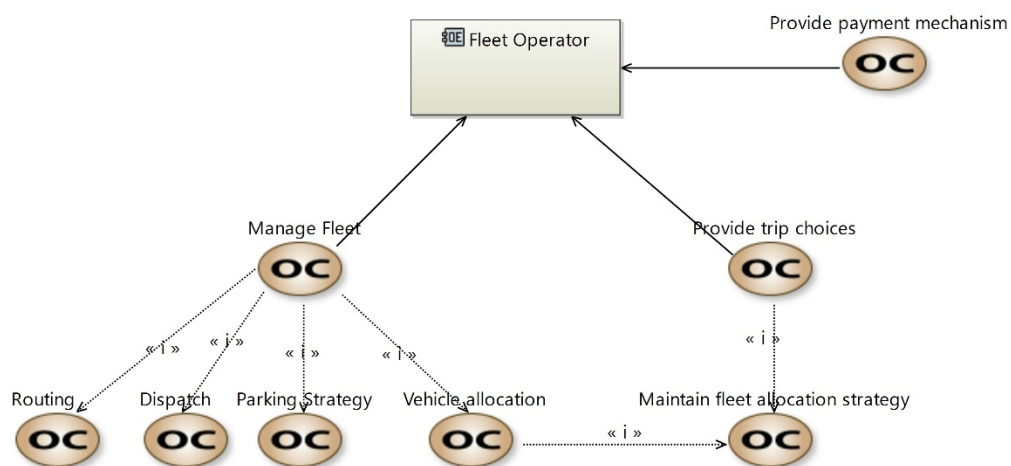 Provide payment mechanism
OE Fleet Operator
OC
Manage Fleet
Provide trip choices
OC
OC
« i »
« i »
« i »
« i »
« i »
Routing
Dispatch
Parking Strategy
Vehicle allocation
Maintain fleet allocation strategy
OC
OC
OC
OC
« i »
OC